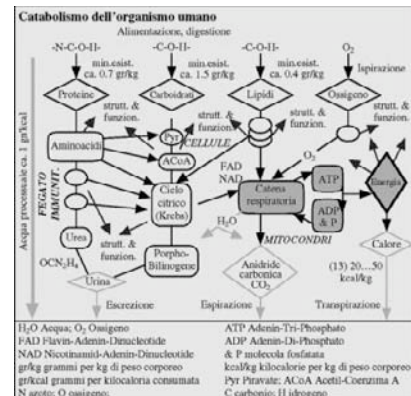 Catabolismo dell'organismo umano
Alimentazione, digestione
-N-C-O-H- -C-O-H- -C-O-H- O2
min.esist. min.esist. min.esist. Ispirazione
ca. 0.7 gr/kg ca. 1.5 gr/kg ca. 0.4 gr/kg
Proteine Carboidrati Lipidi Ossigeno
strutt. & funzion. strutt. & funzion. strutt. & funzion. strutt. & funzion.
Aminoacidi Pyr CELLULE
ACoA FAD O2
NAD
Acqua processuale ca. 1 gr/kcal
FEGATO
IMMUNIT.
Ciclo citrico (Krebs) Catena respiratoria ATP Energia
ADP & P
H2O
Urea strutt. & funzion. MITOCONDRI Calore
OCN2H4 Porpho-Bilinogene Anidride carbonica CO2 (15) 20....50 kcal/kg
Urina
Escrezione Espirazione Transpirazione
H2O Acqua; O2 Ossigeno
FAD Flavin-Adenin-Dinucleotide
NAD Nicotinamid-Adenin-Dinucleotide
gr/kg grammi per kg di peso corporeo
gr/kcal grammi per kilocaloria consumata
N azoto; O ossigeno;
ATP Adenin-Tri-Phosphato
ADP Adenin-Di-Phosphato
& P molecola fosfatata
kcal/kg kilocalorie per kg di peso corporeo
Pyr Piravate; ACoA Acetil-Coenzima A
C carbonio; H idrogeno